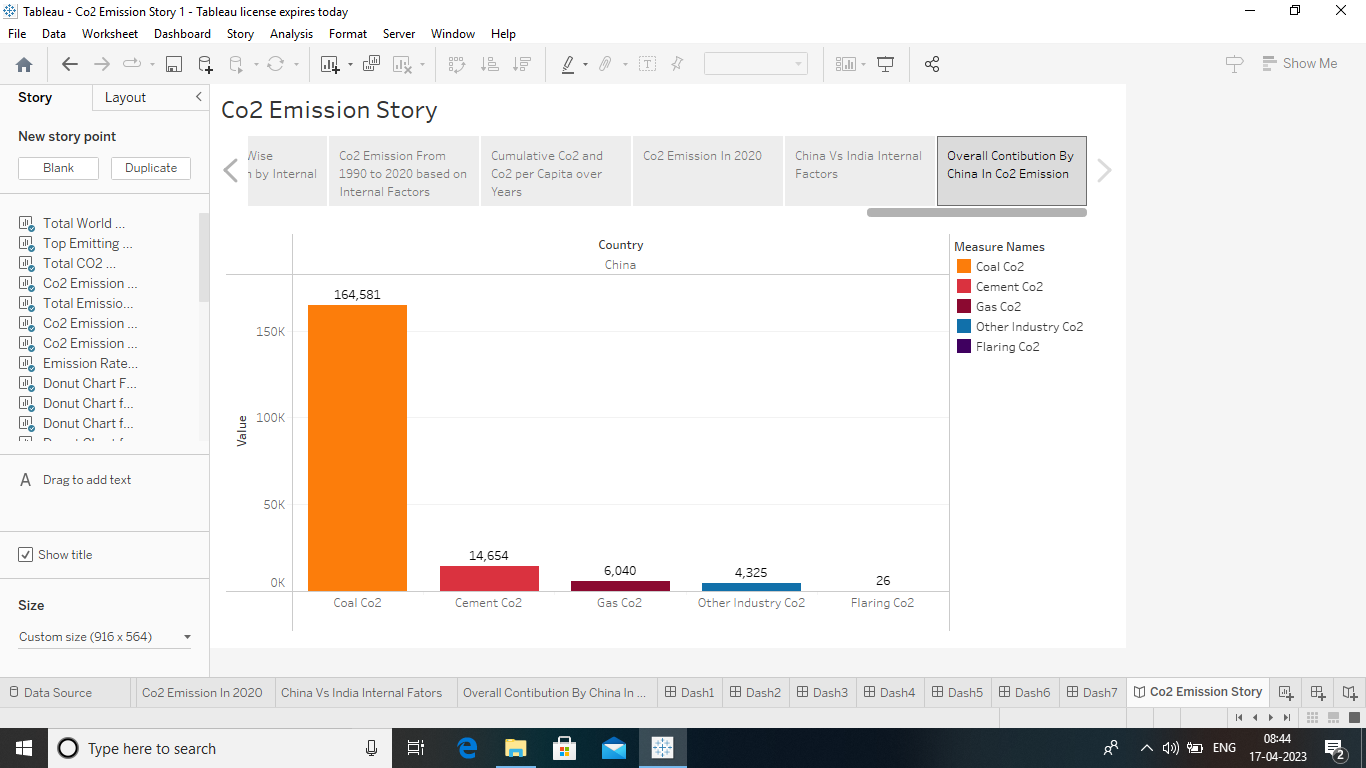 Tableau - Co2 Emission Story 1 - Tableau license expires today
File Data Worksheet Dashboard Story Analysis Format Server Window Help
Show Me
Story Layout
New story point
Blank Duplicate
Total World ...
Top Emitting ...
Total CO2 ...
Co2 Emission ...
Total Emissio...
Co2 Emission ...
Co2 Emission ...
Emission Rate...
Donut Chart F...
Donut Chart f...
Donut Chart f...
A Drag to add text
Show title
Size
Custom size (916 x 564)
Co2 Emission Story
Wise
by Internal
Co2 Emission From
1990 to 2020 based on
Internal Factors
Cumulative Co2 and
Co2 per Capita over
Years
Co2 Emission In 2020
China Vs India Internal
Factors
Overall Contibution By
China In Co2 Emission
Country
China
Value
150K
100K
50K
0K
164,581
14,654
6,040
4,325
26
Coal Co2 Cement Co2 Gas Co2 Other Industry Co2 Flaring Co2
Measure Names
Coal Co2
Cement Co2
Gas Co2
Other Industry Co2
Flaring Co2
Data Source Co2 Emission In 2020 China Vs India Internal Fators Overall Contibution By China In ... Dash1 Dash2 Dash3 Dash4 Dash5 Dash6 Dash7 Co2 Emission Story
Type here to search
ENG
08:44
17-04-2023
2